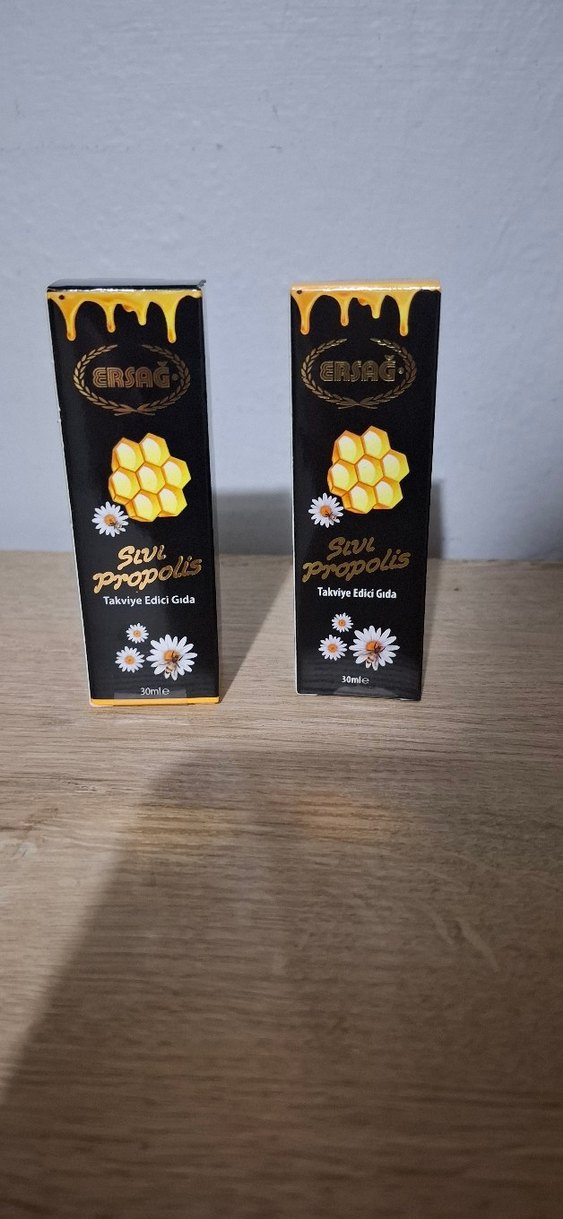 ERSAĞ
Sıvı
Propolis
Takviye Edici Gıda
30ml e
ERSAĞ
Sıvı
Propolis
Takviye Edici Gıda
30ml e